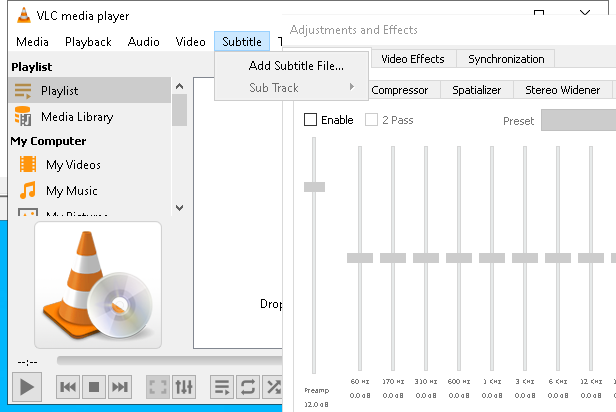 VLC media player
Media Playback Audio Video Subtitle
Add Subtitle File...
Sub Track
Playlist
Playlist
Media Library
My Computer
My Videos
My Music
My Pictures
Drop
--:--
Adjustments and Effects
Video Effects Synchronization
Compressor Spatializer Stereo Widener
Enable 2 Pass Preset
Preamp
12.0 dB
60 Hz 170 Hz 310 Hz 600 Hz 1 KHz 3 KHz 6 KHz 12 KHz
0.0 dB 0.0 dB 0.0 dB 0.0 dB 0.0 dB 0.0 dB 0.0 dB 0.0 dB